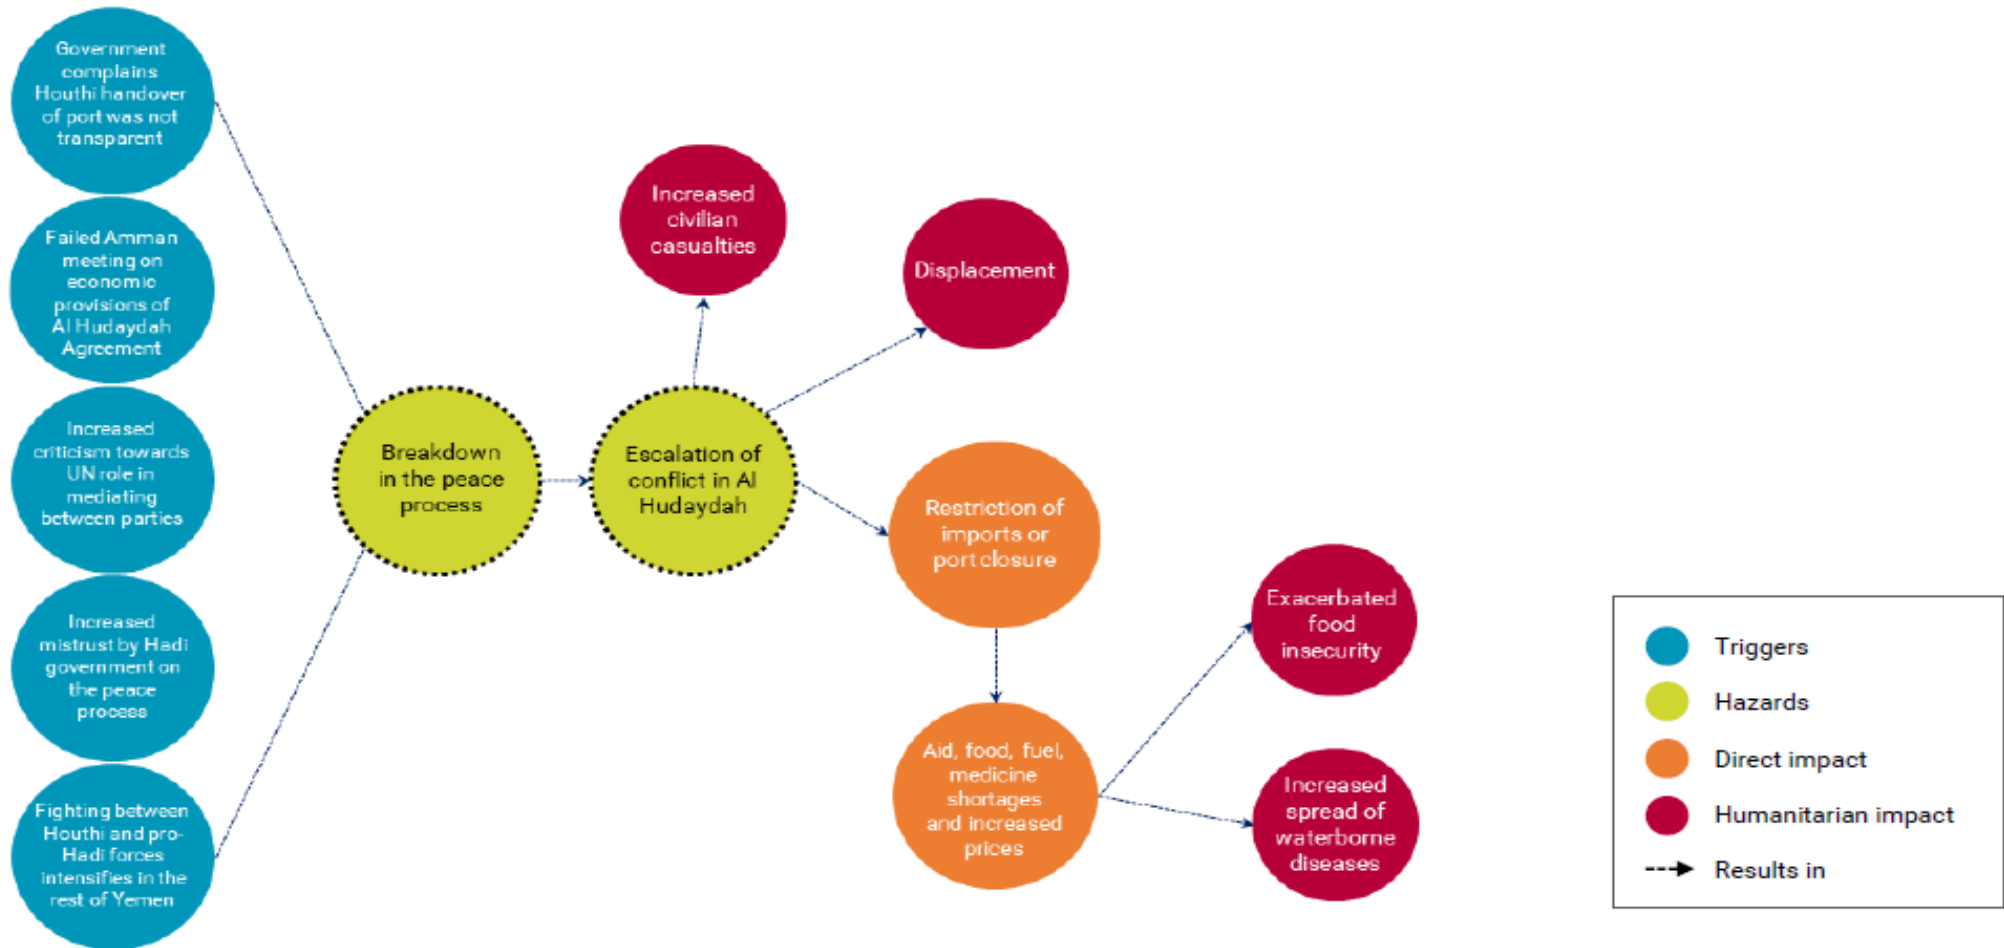 Government
complains
Houthi handover
of port was not
transparent
Failed Amman
meeting on
economic
provisions of
Al Hudaydah
Agreement
Increased
criticism towards
UN role in
mediating
between parties
Increased
mistrust by Hadi
government on
the peace
process
Fighting between
Houthi and pro-
Hadi forces
intensifies in the
rest of Yemen
Breakdown
in the peace
process
Escalation of
conflict in Al
Hudaydah
Increased
civilian
casualties
Displacement
Restriction of
imports or
port closure
Aid, food, fuel,
medicine
shortages
and increased
prices
Exacerbated
food
insecurity
Increased
spread of
waterborne
diseases
Triggers
Hazards
Direct impact
Humanitarian impact
Results in